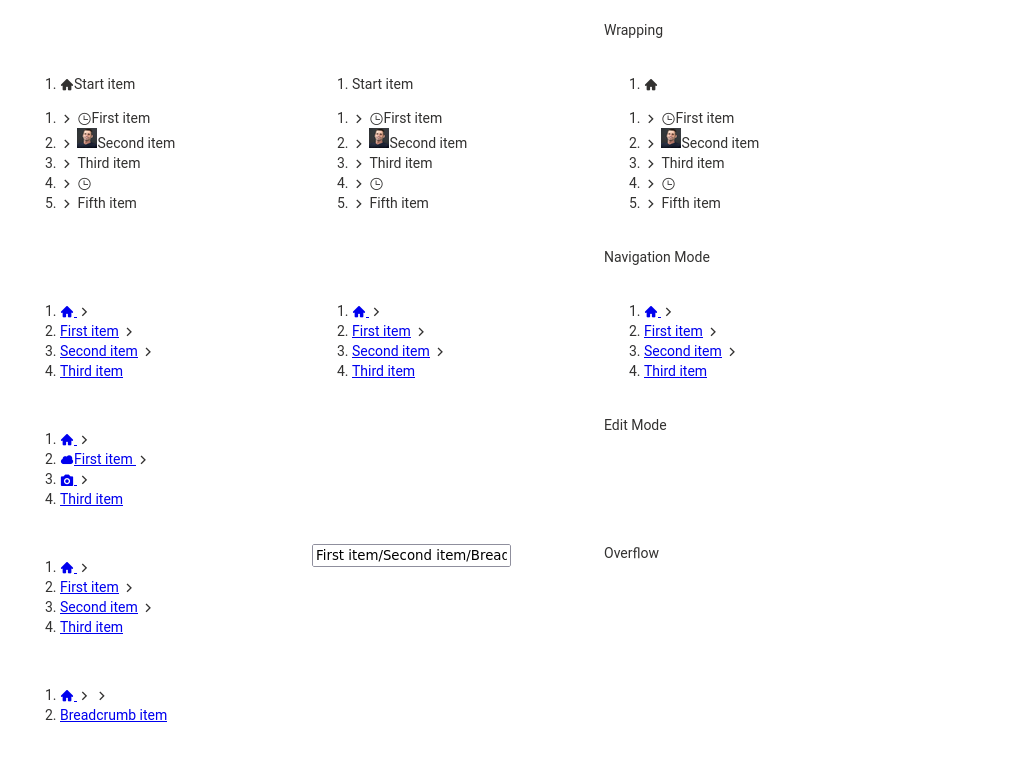 Wrapping
1. Start item
1. Start item
1.
1. First item
2. Second item
3. Third item
4.
5. Fifth item
1. First item
2. Second item
3. Third item
4.
5. Fifth item
1. First item
2. Second item
3. Third item
4.
5. Fifth item
Navigation Mode
1.
2. First item
3. Second item
4. Third item
1.
2. First item
3. Second item
4. Third item
1.
2. First item
3. Second item
4. Third item
Edit Mode
1.
2. First item
3.
4. Third item
First item/Second item/Breac
Overflow
1.
2. First item
3. Second item
4. Third item
1.
2. Breadcrumb item